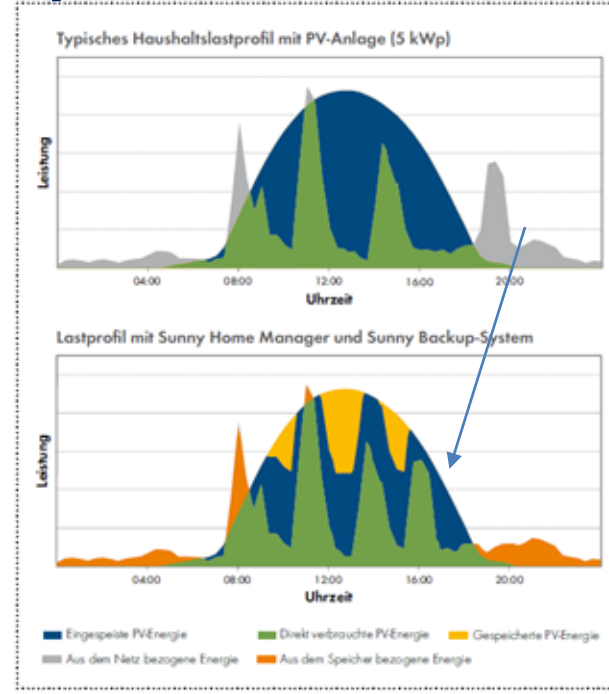 Typisches Haushaltslastprofil mit PV-Anlage (5 kWp)
Leistung
04:00 08:00 12:00 16:00 20:00
Uhrzeit
Lastprofil mit Sunny Home Manager und Sunny Backup-System
Leistung
04:00 08:00 12:00 16:00 20:00
Uhrzeit
Eingespeiste PV-Energie Direkt verbrauchte PV-Energie Gespeicherte PV-Energie
Aus dem Netz bezogene Energie Aus dem Speicher bezogene Energie